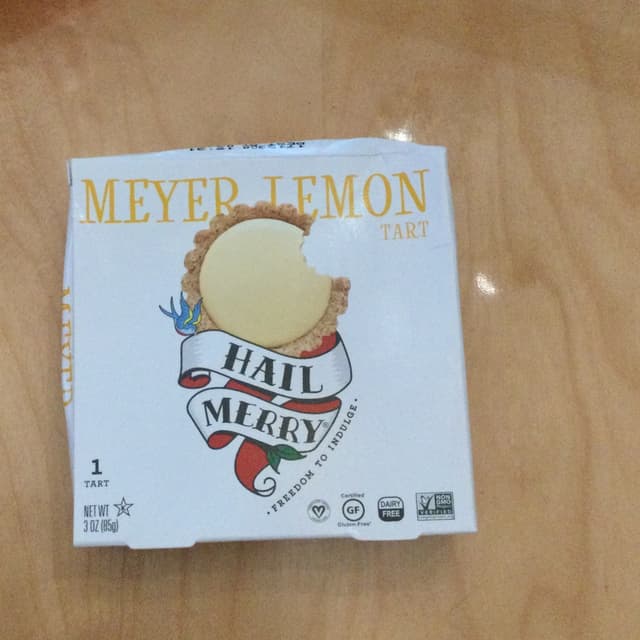 MEYER LEMON
TART
HAIL
MERRY®
• FREEDOM TO INDULGE •
1
TART
NET WT
3 OZ (85g)
Certified
GF
Gluten-Free
DAIRY
FREE
NON
GMO